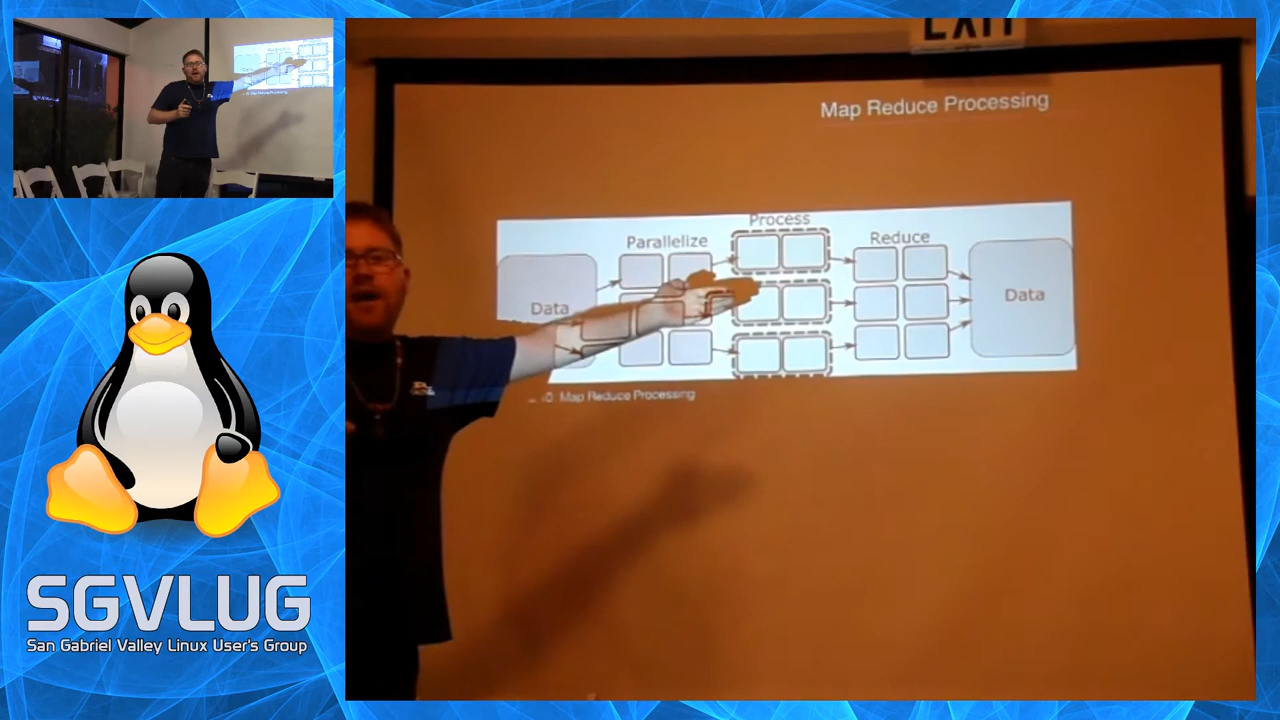 EXIT
Map Reduce Processing
Process
Parallelize
Reduce
Data
Data
Map Reduce Processing
SGVLUG
San Gabriel Valley Linux User's Group